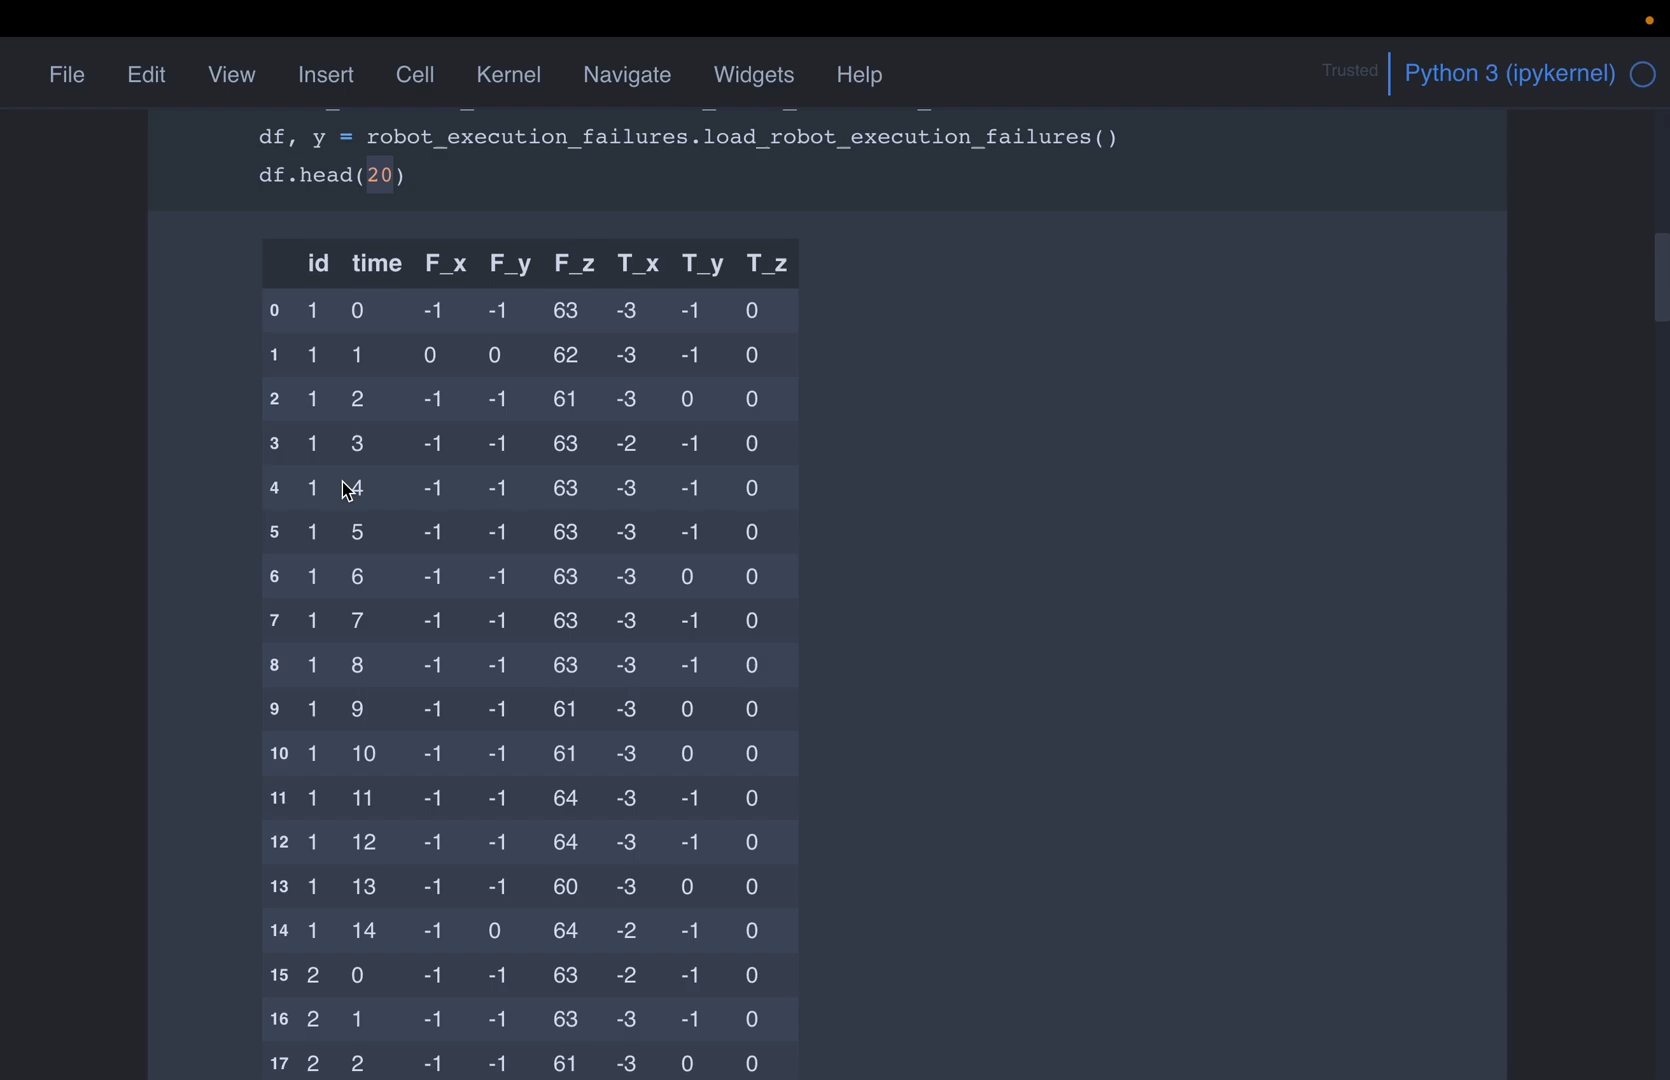 File Edit View Insert Cell Kernel Navigate Widgets Help Trusted Python 3 (ipykernel)
df, y = robot_execution_failures.load_robot_execution_failures()
df.head(20)
id time F_x F_y F_z T_x T_y T_z
0 1 0 -1 -1 63 -3 -1 0
1 1 1 0 0 62 -3 -1 0
2 1 2 -1 -1 61 -3 0 0
3 1 3 -1 -1 63 -2 -1 0
4 1 4 -1 -1 63 -3 -1 0
5 1 5 -1 -1 63 -3 -1 0
6 1 6 -1 -1 63 -3 0 0
7 1 7 -1 -1 63 -3 -1 0
8 1 8 -1 -1 63 -3 -1 0
9 1 9 -1 -1 61 -3 0 0
10 1 10 -1 -1 61 -3 0 0
11 1 11 -1 -1 64 -3 -1 0
12 1 12 -1 -1 64 -3 -1 0
13 1 13 -1 -1 60 -3 0 0
14 1 14 -1 0 64 -2 -1 0
15 2 0 -1 -1 63 -2 -1 0
16 2 1 -1 -1 63 -3 -1 0
17 2 2 -1 -1 61 -3 0 0